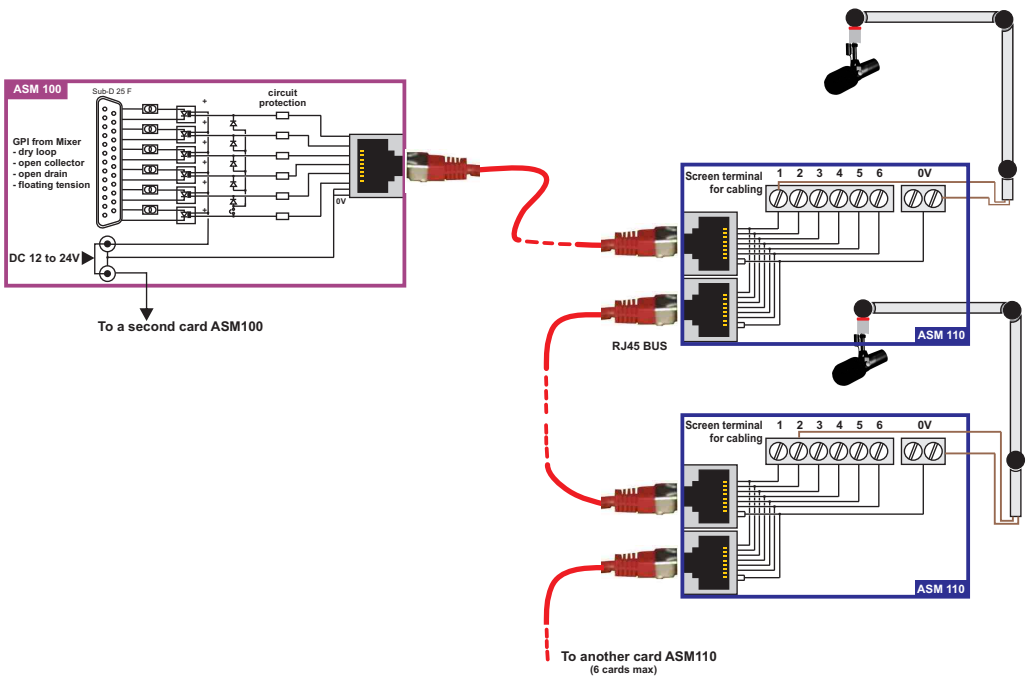 ASM 100
Sub-D 25 F
circuit
protection
GPI from Mixer
- dry loop
- open collector
- open drain
- floating tension
+
+
+
+
+
0V
DC 12 to 24V
To a second card ASM100
Screen terminal
for cabling
1 2 3 4 5 6 0V
RJ45 BUS
ASM 110
Screen terminal
for cabling
1 2 3 4 5 6 0V
ASM 110
To another card ASM110
(6 cards max)